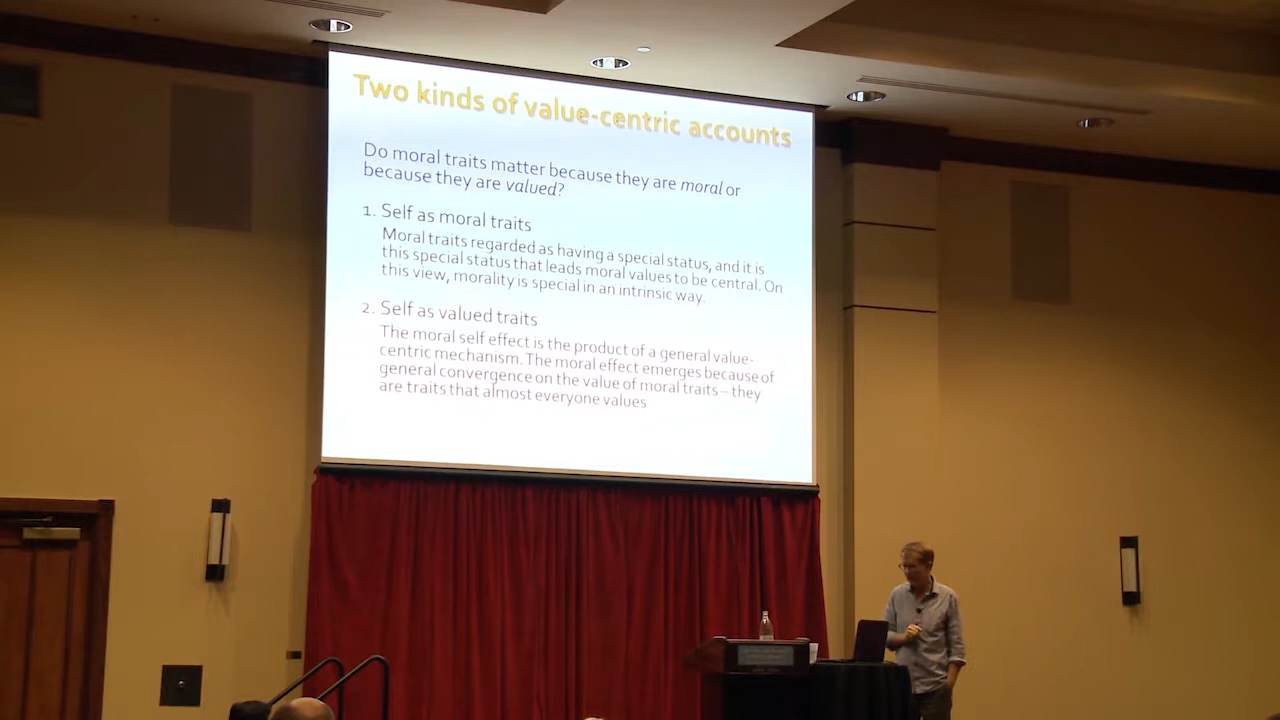 Two kinds of value-centric accounts
Do moral traits matter because they are moral or
because they are valued?
1. Self as moral traits
Moral traits regarded as having a special status, and it is
this special status that leads moral values to be central. On
this view, morality is special in an intrinsic way.
2. Self as valued traits
The moral self effect is the product of a general value-
centric mechanism. The moral effect emerges because of
general convergence on the value of moral traits – they
are traits that almost everyone values